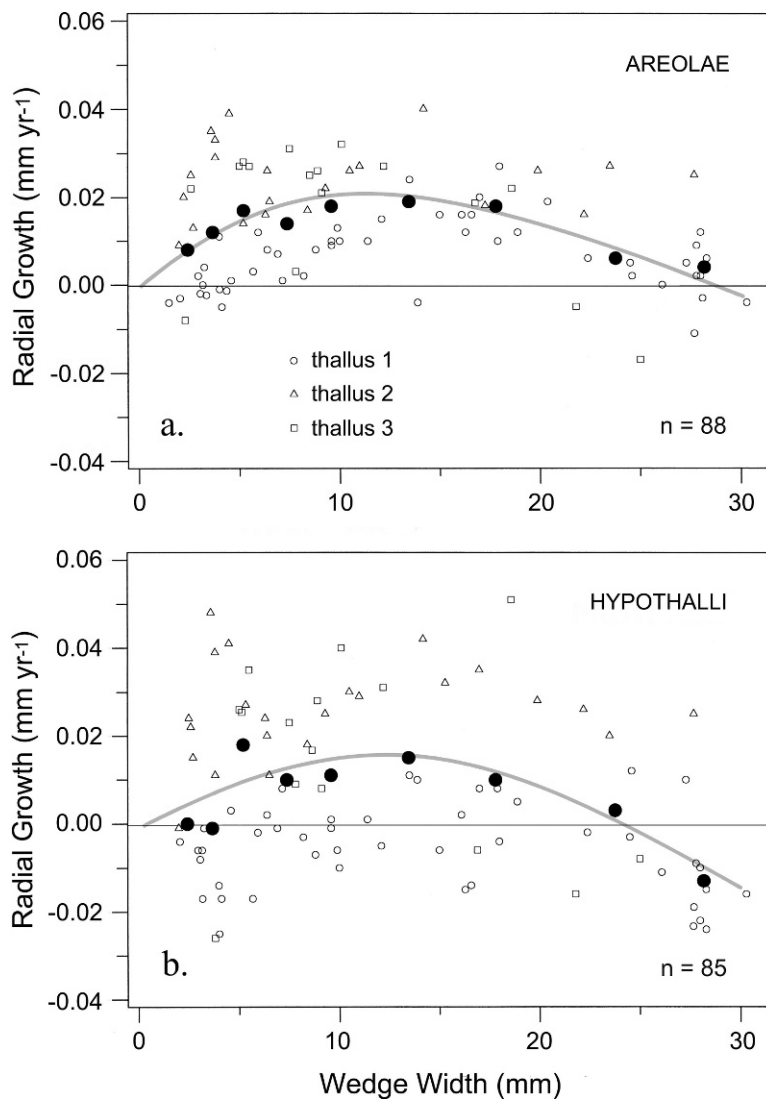 0.06
AREOLAE
0.04
0.02
0.00
-0.02
-0.04
Radial Growth (mm yr-1)
thallus 1
thallus 2
thallus 3
a.
n = 88
0
10
20
30
0.06
HYPOTHALLI
0.04
0.02
0.00
-0.02
-0.04
Radial Growth (mm yr-1)
b.
n = 85
0
10
20
30
Wedge Width (mm)